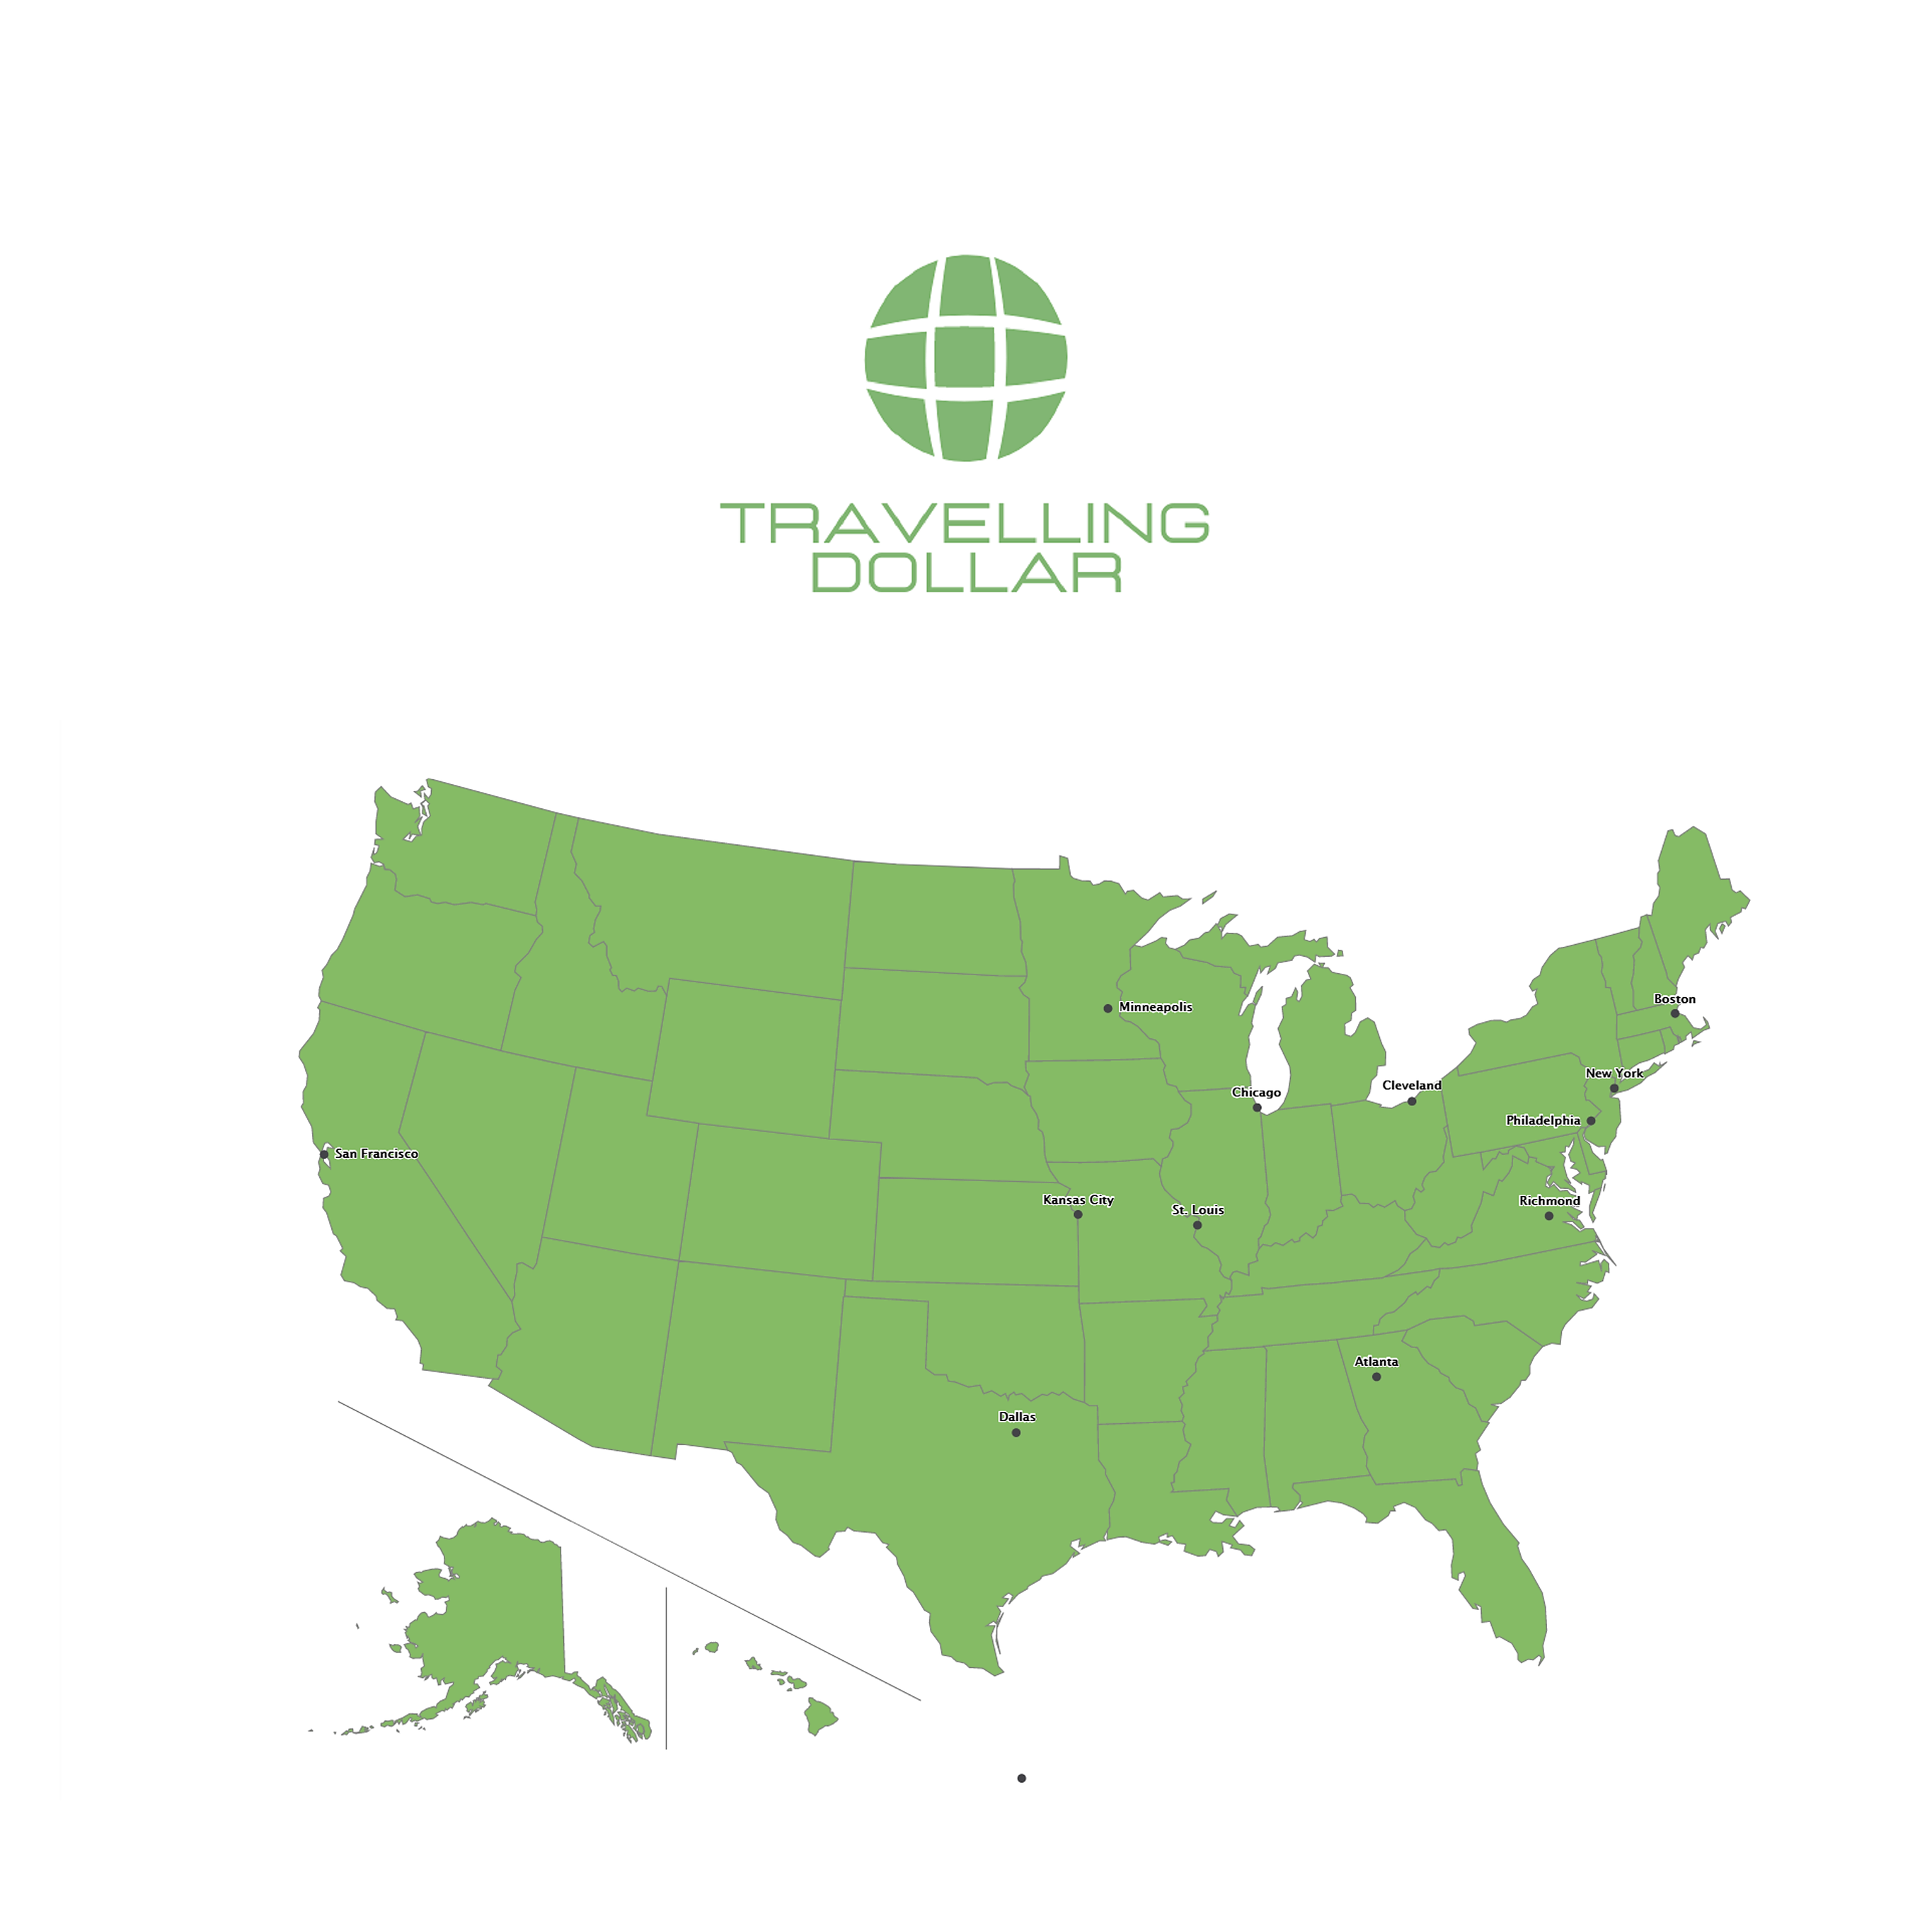 TRAVELLING
DOLLAR
Minneapolis
Boston
New York
Cleveland
Chicago
Philadelphia
San Francisco
Kansas City
St. Louis
Richmond
Atlanta
Dallas